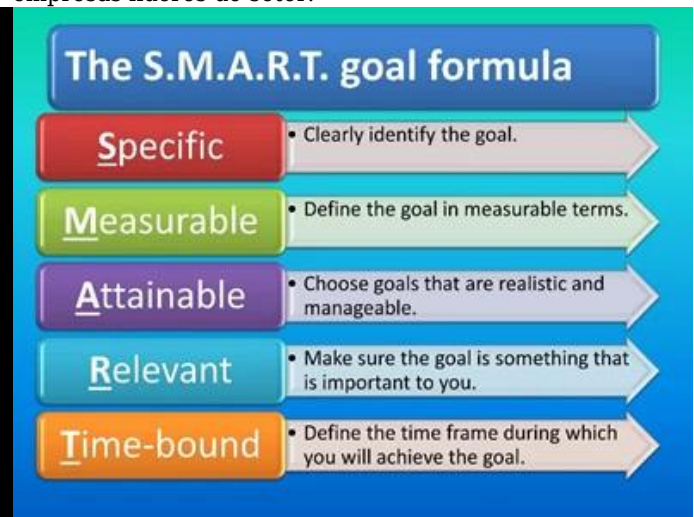 The S.M.A.R.T. goal formula
Specific
• Clearly identify the goal.
Measurable
• Define the goal in measurable terms.
Attainable
• Choose goals that are realistic and
manageable.
Relevant
• Make sure the goal is something that
is important to you.
Time-bound
• Define the time frame during which
you will achieve the goal.